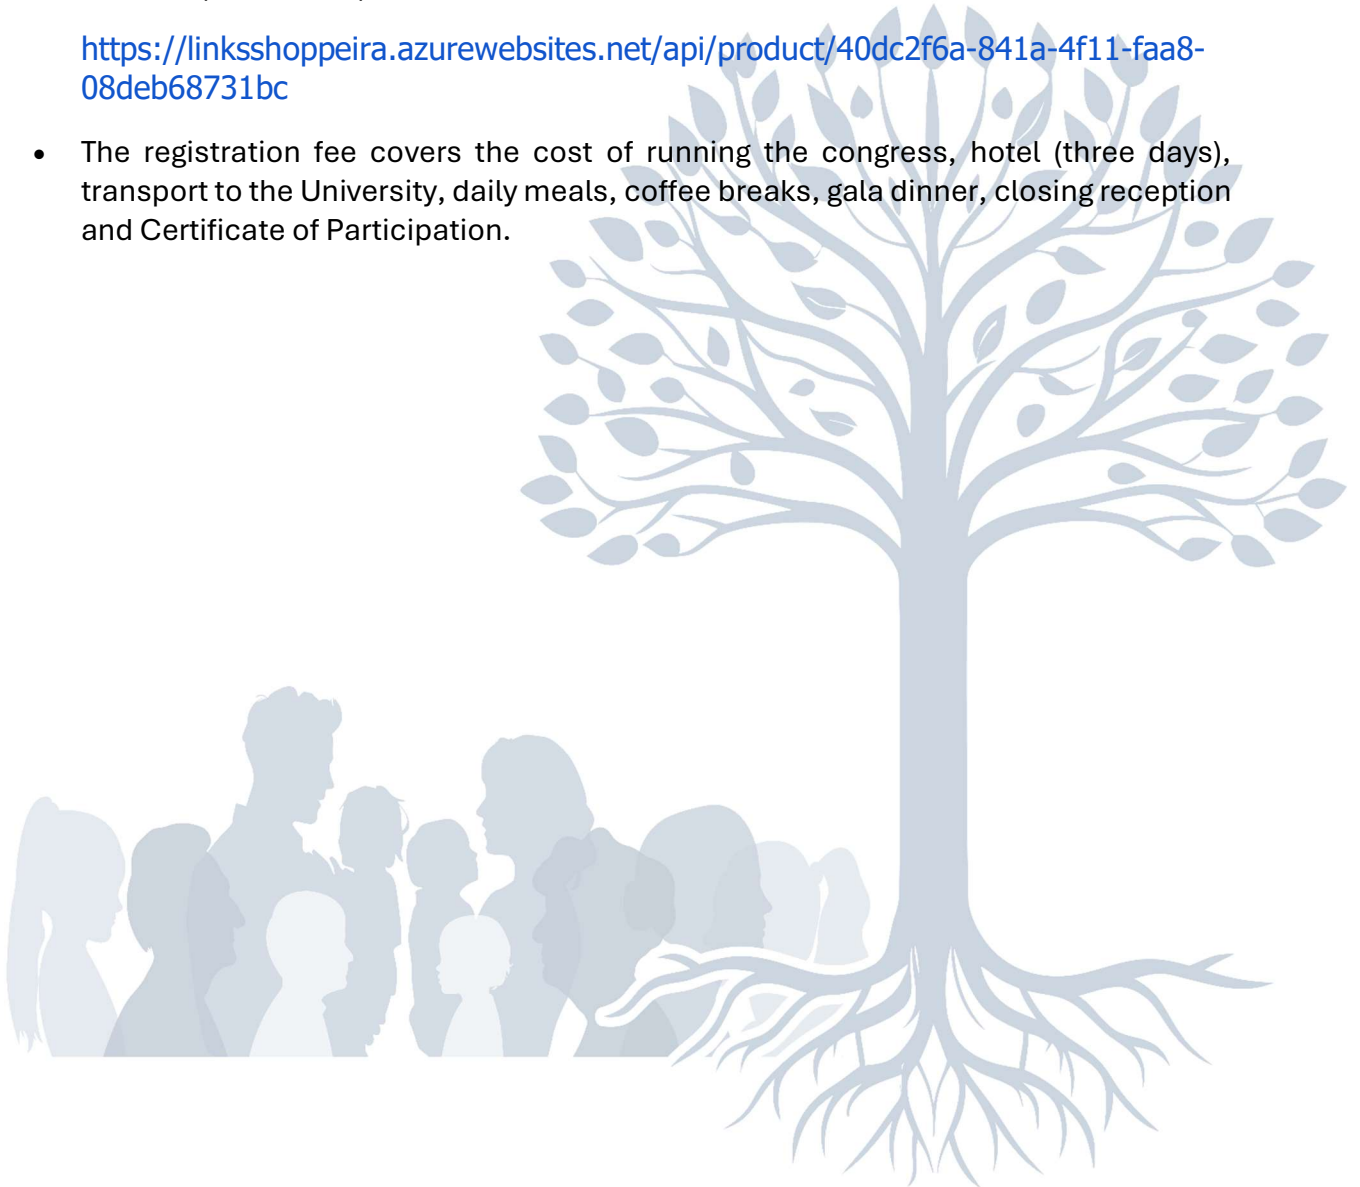 https://linksshoppeira.azurewebsites.net/api/product/40dc2f6a-841a-4f11-faa8-
08deb68731bc
• The registration fee covers the cost of running the congress, hotel (three days),
transport to the University, daily meals, coffee breaks, gala dinner, closing reception
and Certificate of Participation.